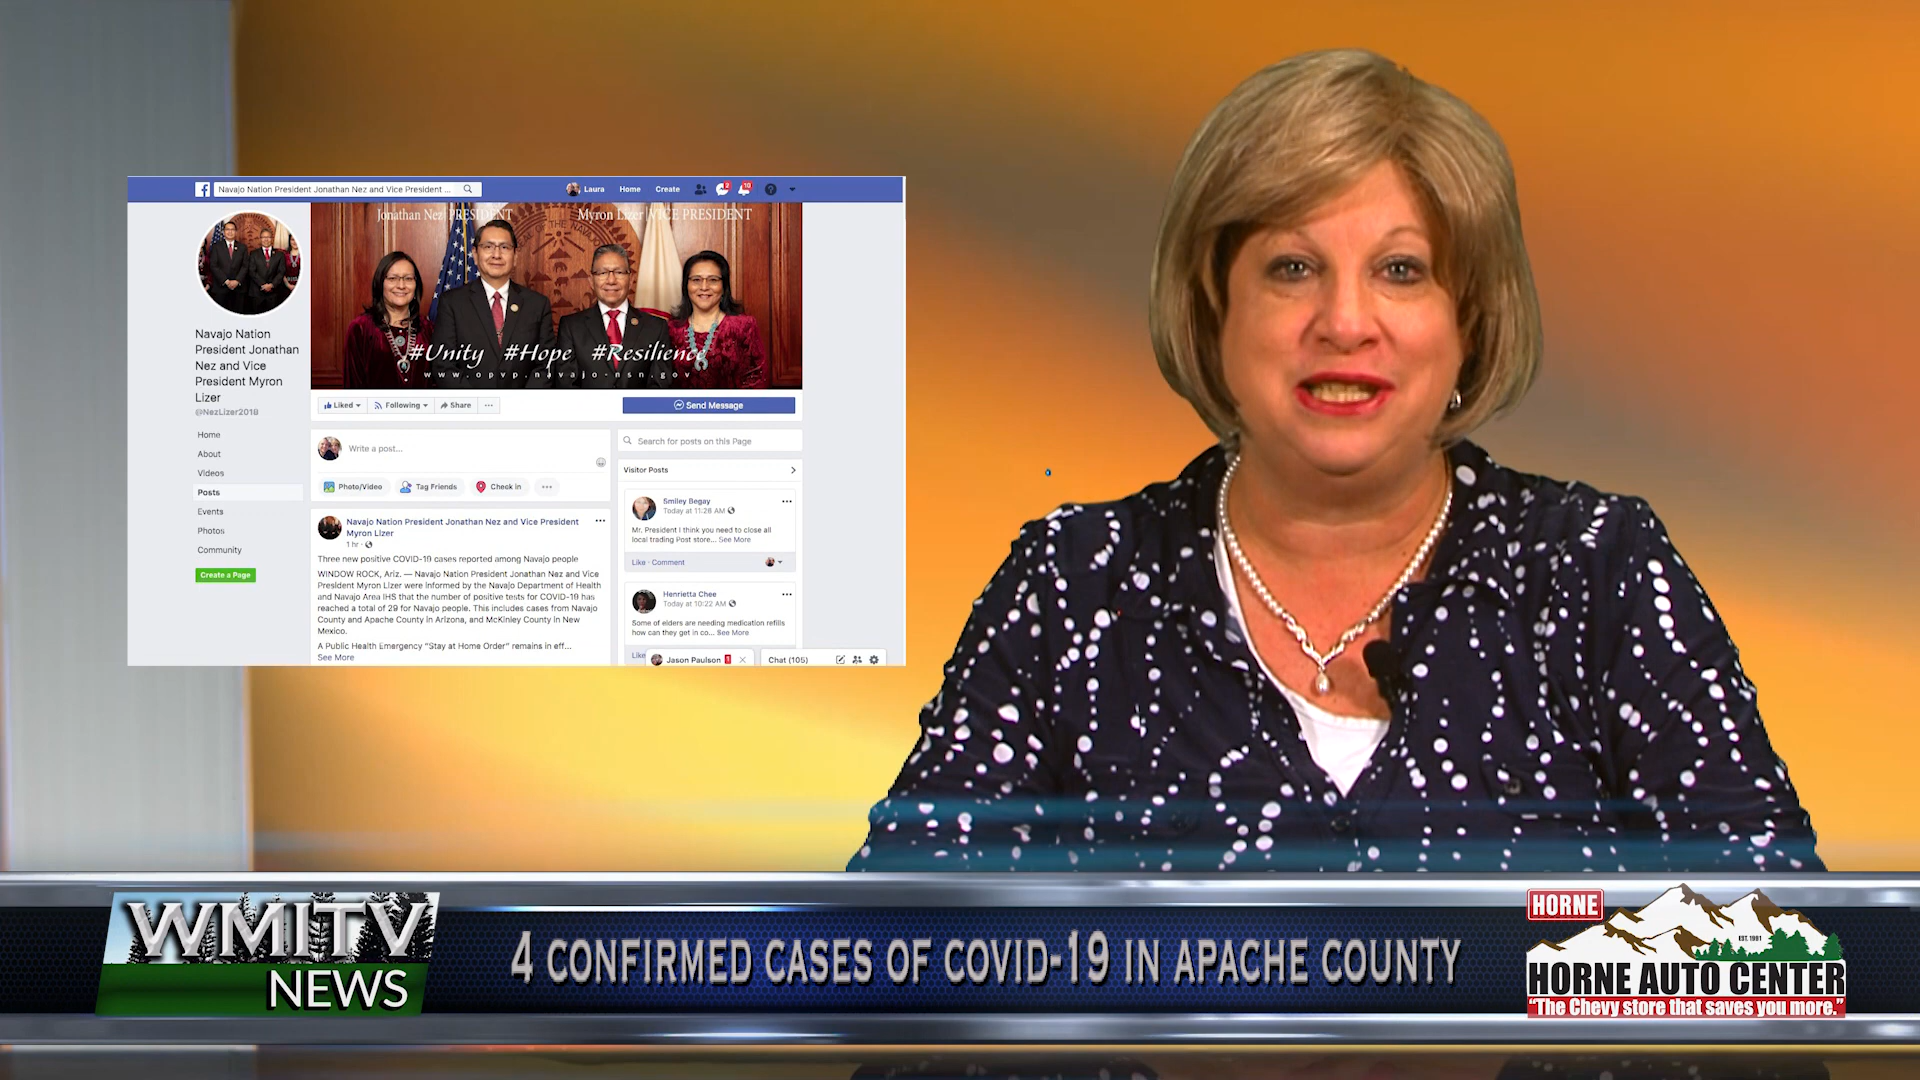 Navajo Nation President Jonathan Nez and Vice President ...
Laura
Home
Create
2
10
Jonathan Nez | PRESIDENT
Myron Lizer | VICE PRESIDENT
#Unity #Hope #Resilience
www.opvp.navajo-nsn.gov
Navajo Nation
President Jonathan
Nez and Vice
President Myron
Lizer
@NezLizer2018
Home
About
Videos
Posts
Events
Photos
Community
Create a Page
Liked
Following
Share
Send Message
Write a post...
Photo/Video
Tag Friends
Check in
Navajo Nation President Jonathan Nez and Vice President
Myron Lizer
1 hr ·
Three new positive COVID-19 cases reported among Navajo people
WINDOW ROCK, Ariz. — Navajo Nation President Jonathan Nez and Vice
President Myron Lizer were informed by the Navajo Department of Health
and Navajo Area IHS that the number of positive tests for COVID-19 has
reached a total of 29 for Navajo people. This includes cases from Navajo
County and Apache County in Arizona, and McKinley County in New
Mexico.
A Public Health Emergency "Stay at Home Order" remains in eff...
See More
Search for posts on this Page
Visitor Posts
Smiley Begay
Today at 11:28 AM
Mr. President I think you need to close all
local trading Post store... See More
Like · Comment
Henrietta Chee
Today at 10:22 AM
Some of elders are needing medication refills
how can they get in co... See More
Like
Jason Paulson 1
Chat (105)
WMITV
NEWS
4 CONFIRMED CASES OF COVID-19 IN APACHE COUNTY
HORNE
EST. 1991
HORNE AUTO CENTER
"The Chevy store that saves you more."